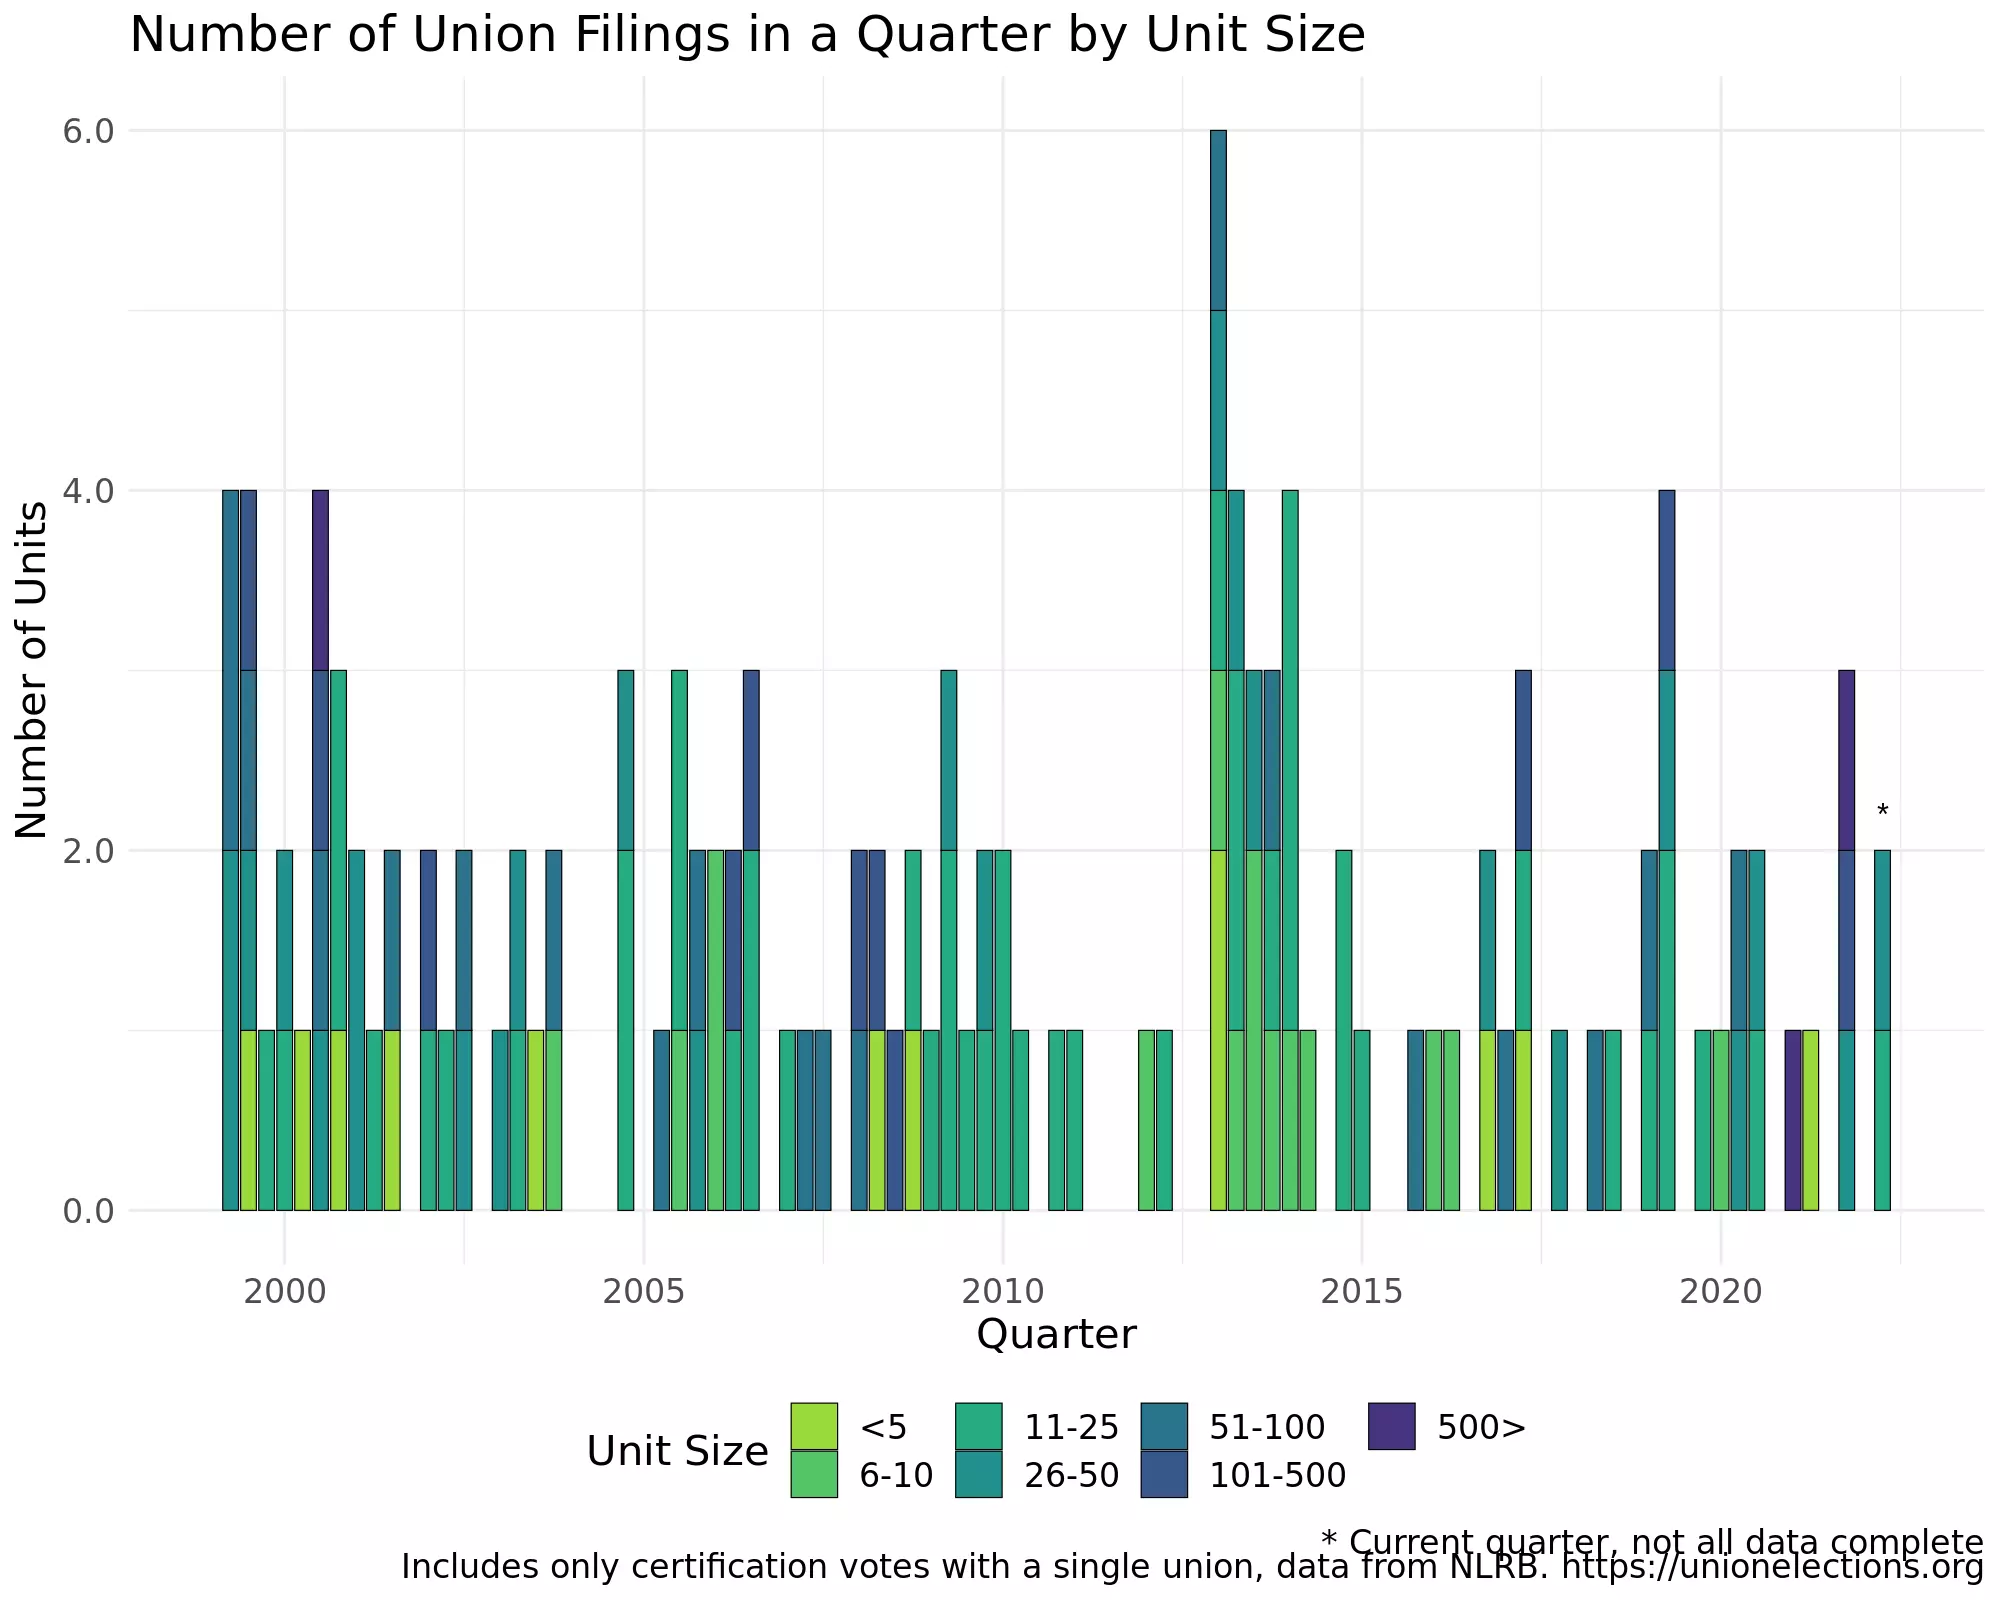 Number of Union Filings in a Quarter by Unit Size
Number of Units
6.0
4.0
2.0
0.0
*
2000 2005 2010 2015 2020
Quarter
Unit Size
<5 11-25 51-100 500>
6-10 26-50 101-500
* Current quarter, not all data complete
Includes only certification votes with a single union, data from NLRB. https://unionelections.org